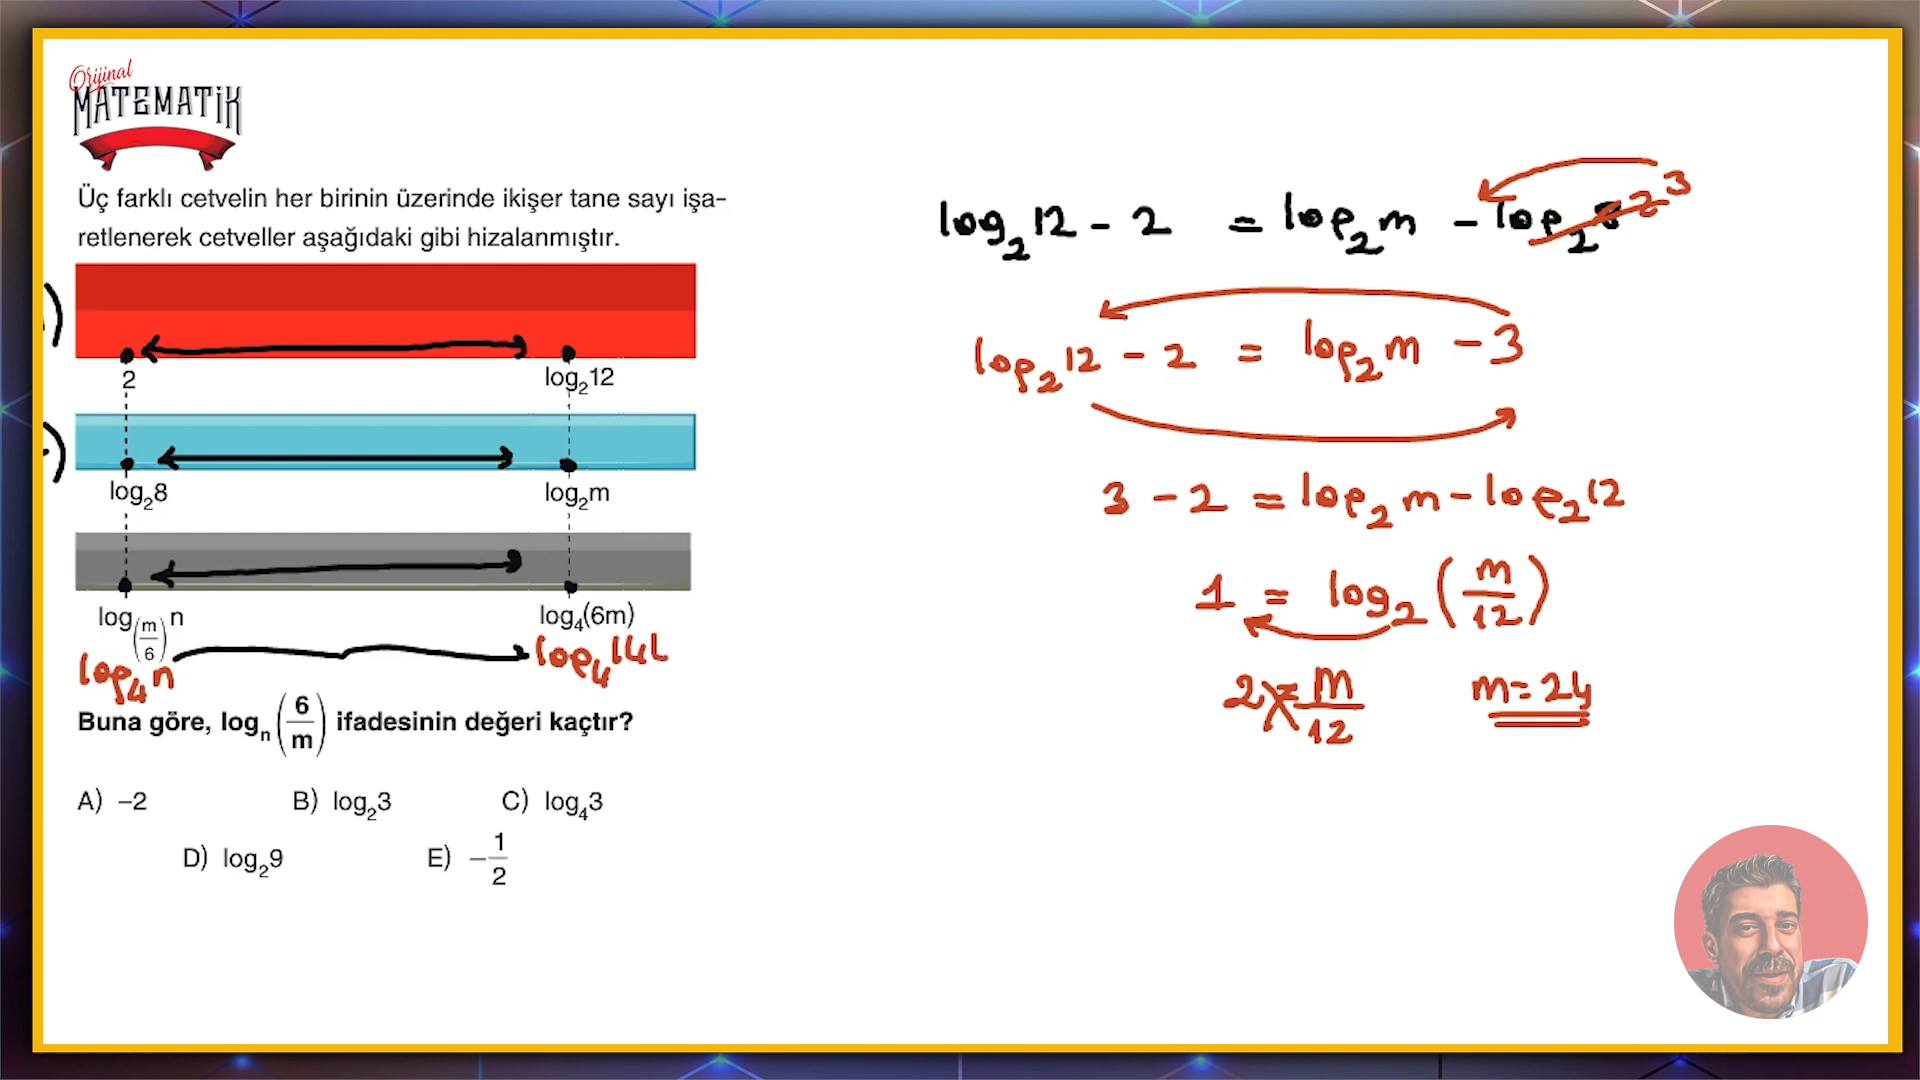 Orijinal
MATEMATiK
Üç farklı cetvelin her birinin üzerinde ikişer tane sayı işa-
retlenerek cetveller aşağıdaki gibi hizalanmıştır.
2 log₂12
log₂8 log₂m
log₍m/6₎ n log₄(6m)
log₄n log₄144
Buna göre, logₙ(6/m) ifadesinin değeri kaçtır?
A) –2 B) log₂3 C) log₄3
D) log₂9 E) –1/2
log₂12 - 2 = log₂m - log₂8 2³
log₂12 - 2 = log₂m - 3
3 - 2 = log₂m - log₂12
1 = log₂(m/12)
2 = m/12 m = 24